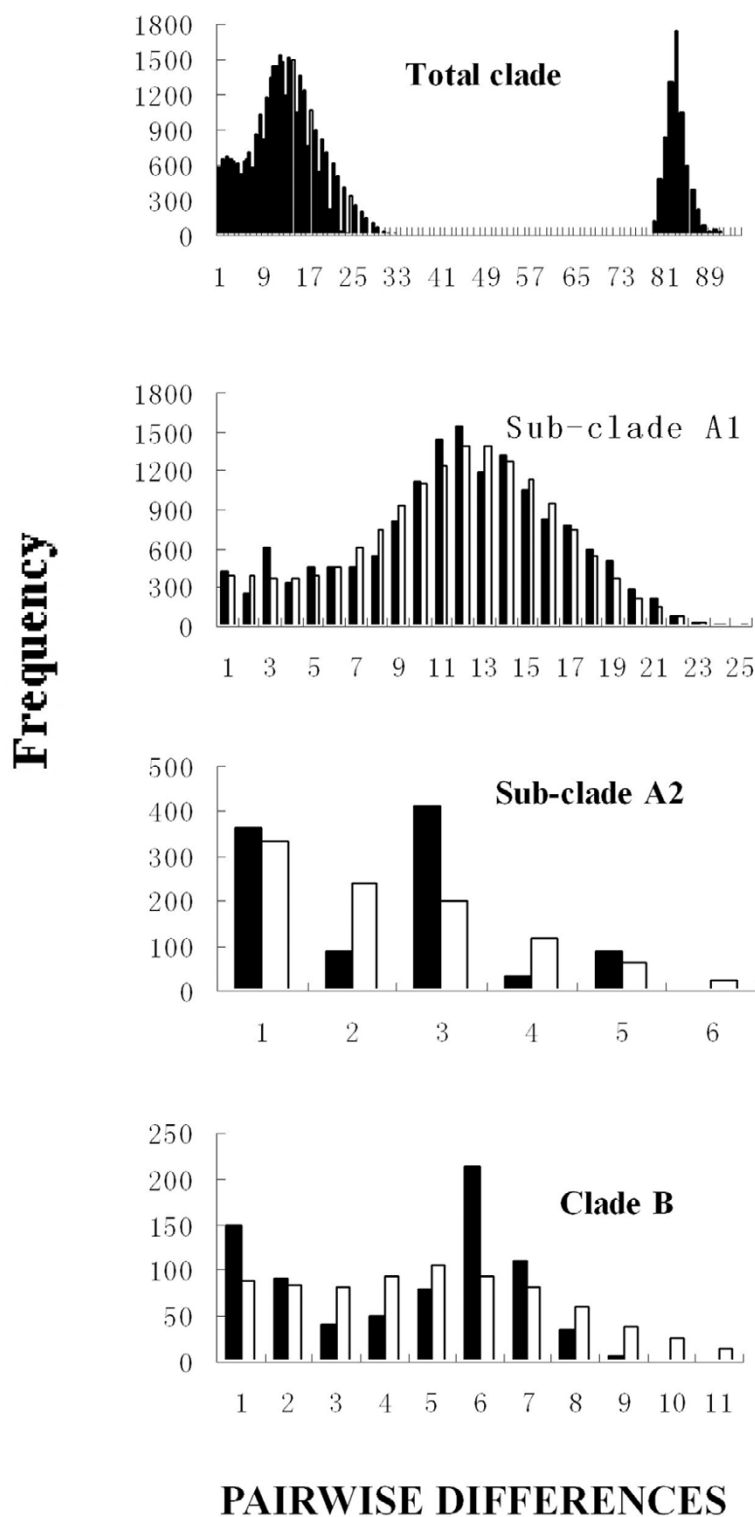 Frequency
Total clade
1800
1500
1200
900
600
300
0
1 9 17 25 33 41 49 57 65 73 81 89
Sub-clade A1
1800
1500
1200
900
600
300
0
1 3 5 7 9 11 13 15 17 19 21 23 25
Sub-clade A2
500
400
300
200
100
0
1 2 3 4 5 6
Clade B
250
200
150
100
50
0
1 2 3 4 5 6 7 8 9 10 11
PAIRWISE DIFFERENCES